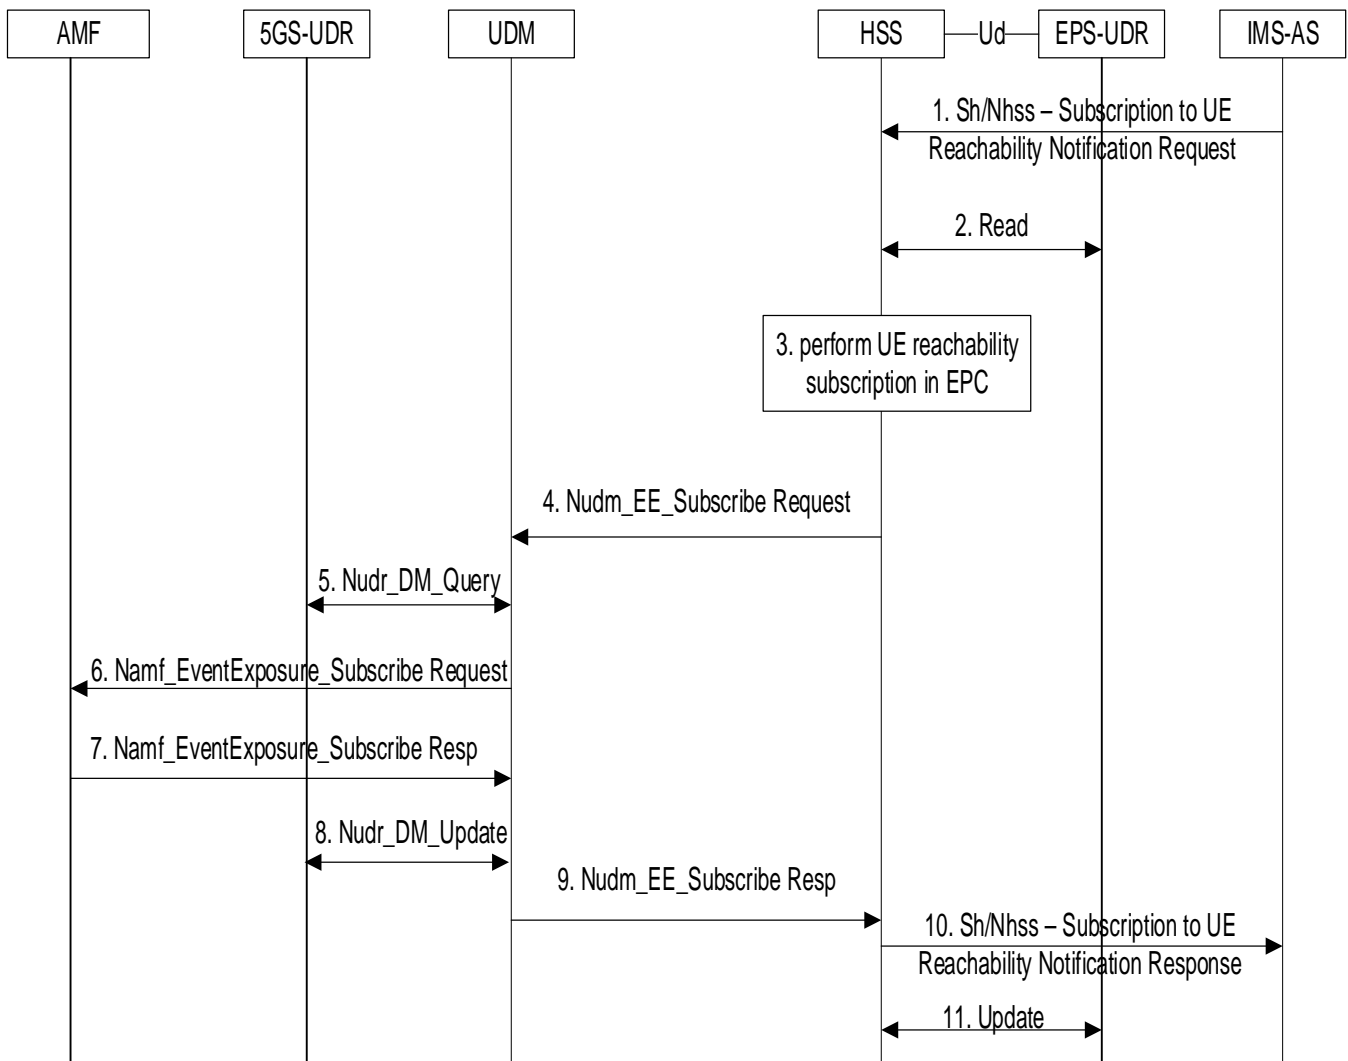 AMF
5GS-UDR
UDM
HSS
Ud
EPS-UDR
IMS-AS
1. Sh/Nhss – Subscription to UE
Reachability Notification Request
2. Read
3. perform UE reachability
subscription in EPC
4. Nudm_EE_Subscribe Request
5. Nudr_DM_Query
6. Namf_EventExposure_Subscribe Request
7. Namf_EventExposure_Subscribe Resp
8. Nudr_DM_Update
9. Nudm_EE_Subscribe Resp
10. Sh/Nhss – Subscription to UE
Reachability Notification Response
11. Update